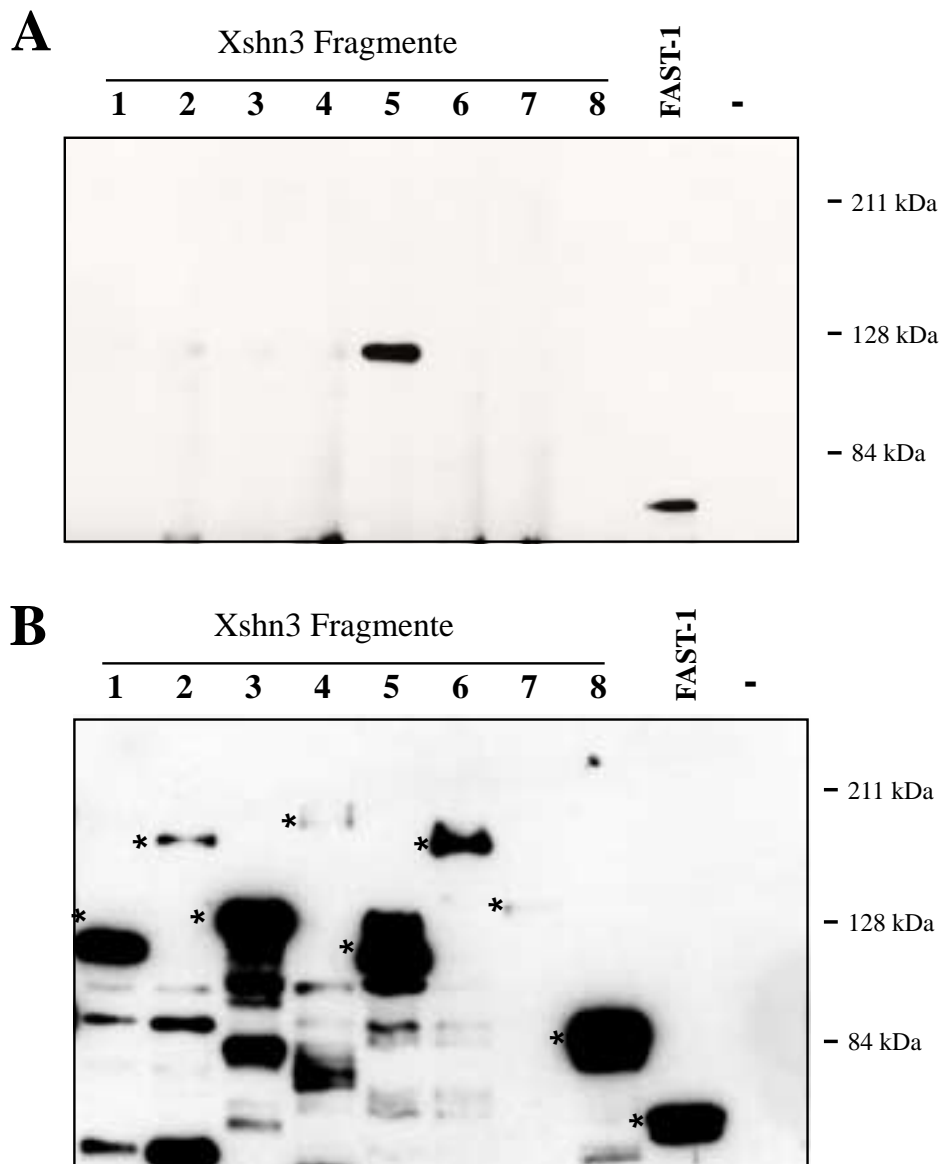 A
Xshn3 Fragmente
1 2 3 4 5 6 7 8 FAST-1 -
211 kDa
128 kDa
84 kDa
B
Xshn3 Fragmente
1 2 3 4 5 6 7 8 FAST-1 -
* 211 kDa
* *
* * * * 128 kDa
*
* 84 kDa
*